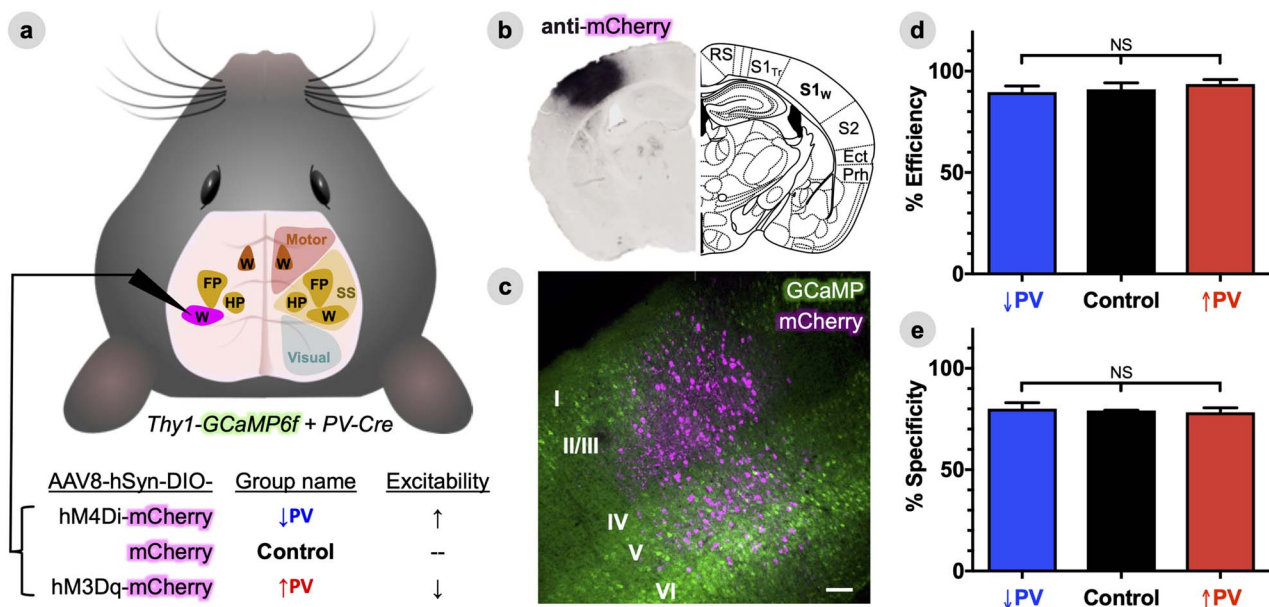 a
Motor
W
W
FP
FP
SS
HP
HP
W
W
Visual
Thy1-GCaMP6f + PV-Cre
AAV8-hSyn-DIO- Group name Excitability
hM4Di-mCherry ↓PV ↑
mCherry Control --
hM3Dq-mCherry ↑PV ↓
b
anti-mCherry
RS
S1Tr
S1W
S2
Ect
Prh
c
GCaMP
mCherry
I
II/III
IV
V
VI
d
NS
100
50
0
% Efficiency
↓PV Control ↑PV
e
NS
100
50
0
% Specificity
↓PV Control ↑PV